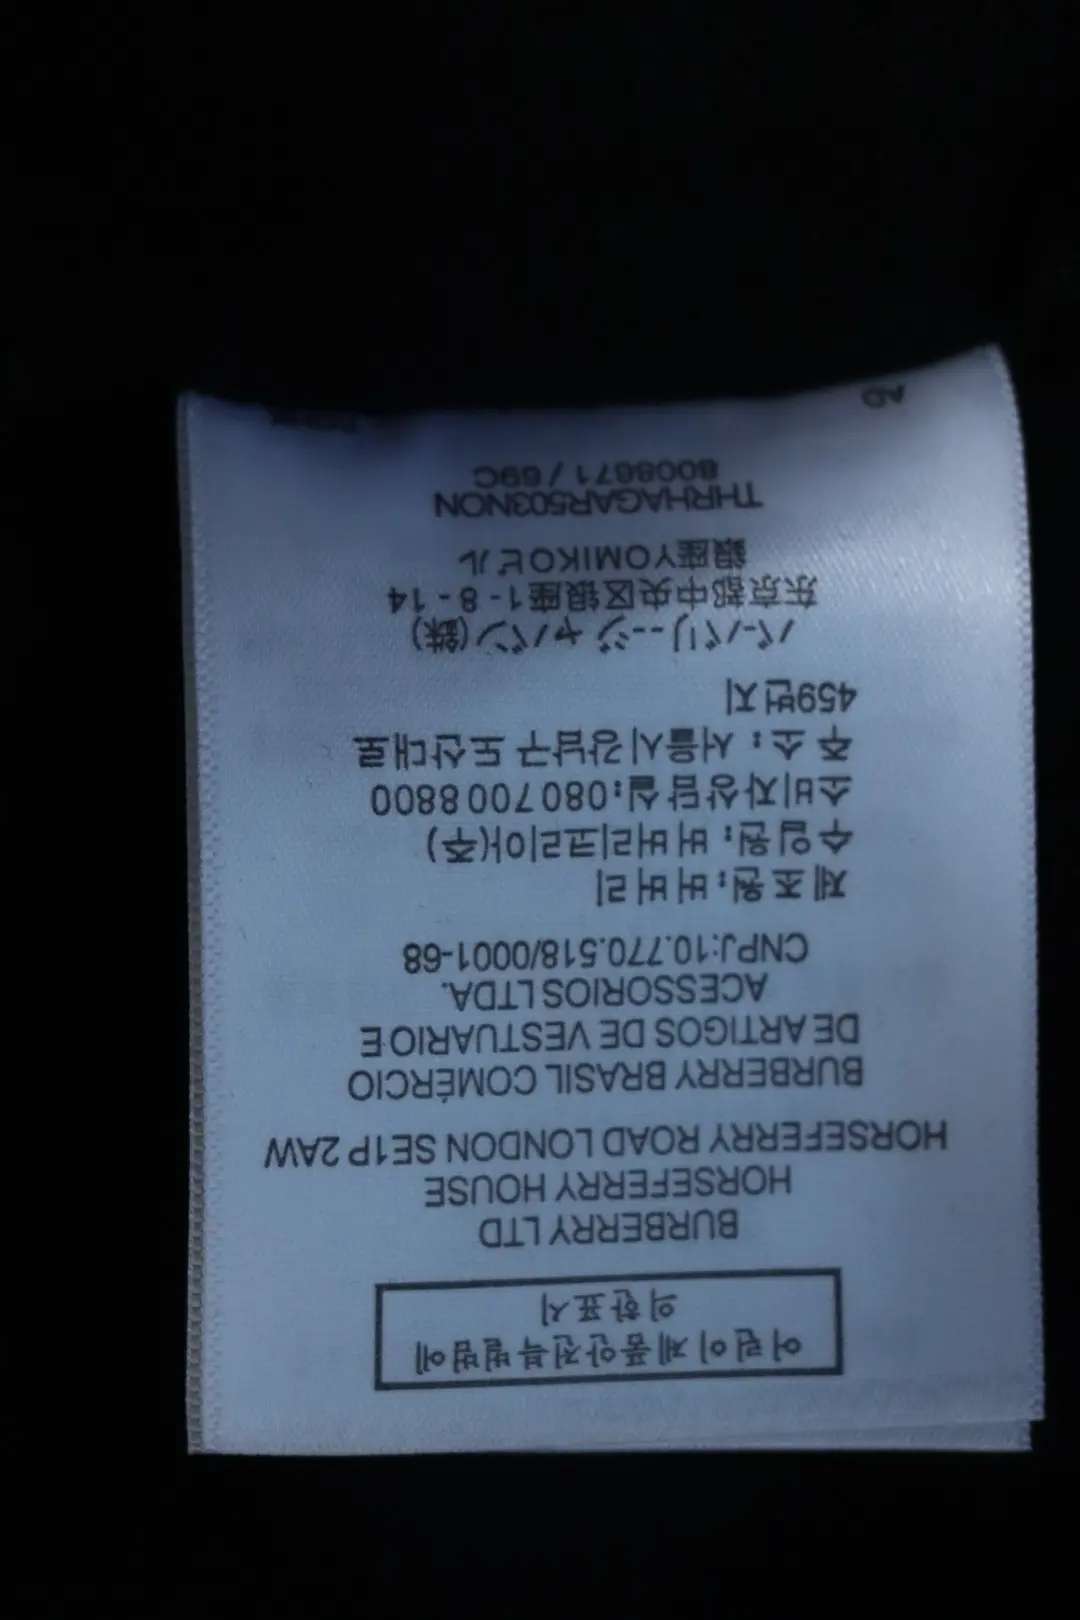 어린이제품안전특별법에
의한표시
BURBERRY LTD
HORSEFERRY HOUSE
HORSEFERRY ROAD LONDON SE1P 2AW
BURBERRY BRASIL COMÉRCIO
DE ARTIGOS DE VESTUARIO E
ACESSORIOS LTDA.
CNPJ:10.770.518/0001-68
제조원:버버리
수입원:버버리코리아(주)
소비자상담실:080 700 8800
주소:서울시강남구 도산대로
459번지
バーバリー・ジャパン(株)
东京都中央区银座1-8-14
銀座YOMIKOビル
THRHAGAR503NON
8008671 / 69C